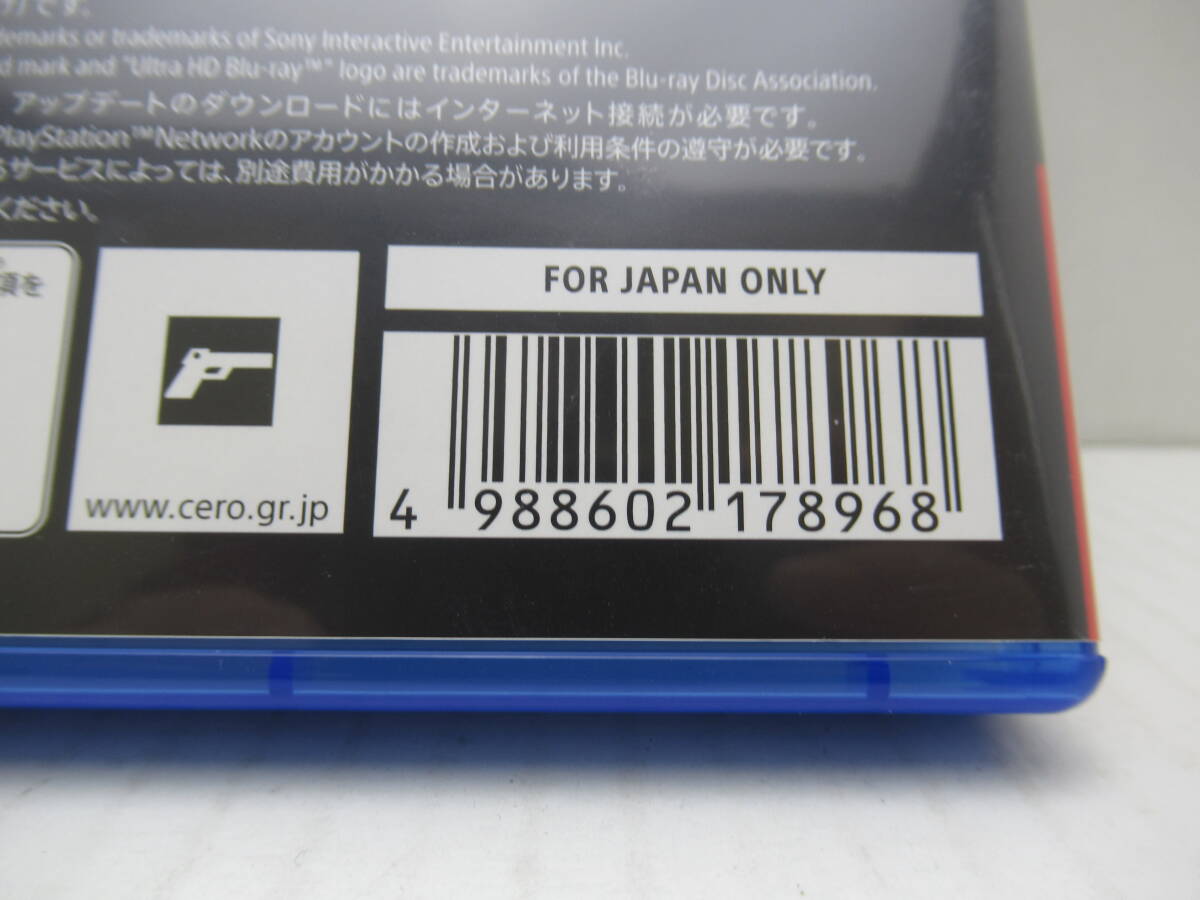 です。
demarks or trademarks of Sony Interactive Entertainment Inc.
mark and "Ultra HD Blu-ray™" logo are trademarks of the Blu-ray Disc Association.
アップデートのダウンロードにはインターネット接続が必要です。
PlayStation™Networkのアカウントの作成および利用条件の遵守が必要です。
るサービスによっては、別途費用がかかる場合があります。
ください。
項を
FOR JAPAN ONLY
www.cero.gr.jp
4 988602 178968